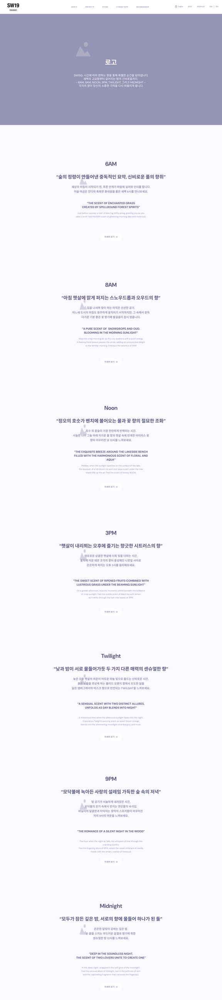 SW19
FRAGRANCE
ABOUT
PRODUCT
STORE
COMMUNITY
MEMBERSHIP
Login
JOIN
MYPAGE
KR | EN
로고
SW19는 시간에 따라 변하는 향을 통해 특별한 순간을 담아냅니다.
새벽의 고요함부터 깊어지는 밤의 신비로움까지,
- 6AM, 8AM, NOON, 3PM, TWILIGHT, 그리고 MIDNIGHT -
각각의 향이 당신의 소중한 기억을 다시 떠올리게 합니다.
6AM
“숲의 정령이 만들어낸 중독적인 묘약, 신비로운 풀의 향취”
세상의 아침이 시작되기 전, 푸른 안개가 바람에 실려와 인사를 합니다.
이슬 머금은 잔디와 촉촉한 흙내음을 품은 새벽 6시를 만나보세요.
“THE SCENT OF ENCHANTED GRASS
CREATED BY SPELLBOUND FOREST SPIRITS”
Just before sunrise, a mist of blue fog drifts along, greeting you as you
take a stroll. Feel the 6AM scent of glistening morning dew and moist soil.
자세히 보기 →
8AM
“아침 햇살에 맑게 퍼지는 스노우드롭과 오우드의 향”
집을 나서며 맞이 하는 아직은 선선한 공기.
어느새 도시의 아침도 분주하게 움직이기 시작하지만, 그 속에서 문득
다가온 기분 좋은 꽃 향기에 발걸음이 잠시 멈춥니다.
“A PURE SCENT OF SNOWDROPS AND OUD.
BLOOMING IN THE MORNING SUNLIGHT”
Step into crisp morning air, as the city awakens with a quiet energy.
A fleeting floral breeze pauses the stride, adding an unexpected delight
to the familiar morning. Embrace the essence of 8AM
자세히 보기 →
Noon
“정오의 호숫가 벤치에 불어오는 물과 꽃 향의 절묘한 조화”
호수 위 윤슬이 가장 찬란하게 반짝이는 시간.
서늘한 나무 그늘 아래 차가운 물 향과 햇살 속에 만개한 아이리스 꽃
향이 어우러진 낮 12시를 느껴보세요.
“THE EXQUISITE BREEZE AROUND THE LAKESIDE BENCH
FILLED WITH THE HARMONIOUS SCENT OF FLORAL AND
AQUA”
Midday, when the sunlight sparkles on the surface of the lake,
the bouquet of a full bloom iris and cool aqua scent under the tree
shade fills up the air. Feel the scent of breezy NOON.
자세히 보기 →
3PM
“햇살이 내리쬐는 오후에 즐기는 향긋한 시트러스의 향”
여유로운 상큼한 햇살에 더욱 빛을 더하는 시간,
홍차에 띄운 레몬 조각의 향이 풍성해진 나뭇잎 사이로
은은하게 퍼지는 오후 3시를 음미해보세요.
“THE SWEET SCENT OF RIPENED FRUITS COMBINED WITH
LUSTROUS GRASS UNDER THE BEAMING SUNLIGHT”
On a golden afternoon, leisurely moments unfold beneath the brilliance
of crisp sunlight. Feel the subtle scent of black tea with lemon
as it drifts through the lush tree leaves at 3PM.
자세히 보기 →
Twilight
“낮과 밤이 서로 물들어가듯 두 가지 다른 매력의 센슈얼한 향”
늦은 오후 햇살의 여운이 어두운 하늘 빛으로 물드는 신비로운 시간,
붉은 노을을 연상케 하는 블러드 오렌지 향에서 도도한 달을
닮은 앰버그레이와 머스크 향으로 반전되는 TWILGHT을 느껴보세요.
“A SENSUAL SCENT WITH TWO DISTINCT ALLURES,
UNFOLDS AS DAY BLENDS INTO NIGHT”
A misterious time when the afternoon sunlight fades into the night.
Experience Twilight's evoving scent as sweet blood-orange
blends into the shimmering moonlight of ambergrey and musk.
자세히 보기 →
9PM
“모닥불에 녹아든 사랑의 설레임 가득한 숲 속의 저녁”
밤 공기가 서늘하게 내려앉은 시간,
모닥불의 온기 속에서 번지는 연인들의 속삭임.
바닐라의 달콤한과 타닥이는 장작의 스모키함이 어우러진
저녁 9시의 여운을 느껴보세요.
“THE ROMANCE OF A SILENT NIGHT IN THE WOOD”
The hour when the night air falls, the whispers of love through the
crackling bonfire.
Feel the lingering allure of 9PM, where the sweet embrace of vanilla
melds with the smoky crackle of firewood.
자세히 보기 →
Midnight
“모두가 잠든 깊은 밤, 서로의 향에 물들어 하나가 된 둘”
은은한 달빛이 감싸는 깊은 밤.
손 끝을 스치는 부드러운 살결과 향기에 취한
센슈얼한 밤 12시를 느껴보세요.
“DEEP IN THE SOUNDLESS NIGHT,
THE SCENT OF TWO LOVERS UNITE TO CREATE ONE”
In the deep night, wrapped in the soft glow of the moonlight.
Feel the sensual allure of midnight, lost in the softness of skin
and the captivating fragrance that caresses the fingertips.
자세히 보기 →